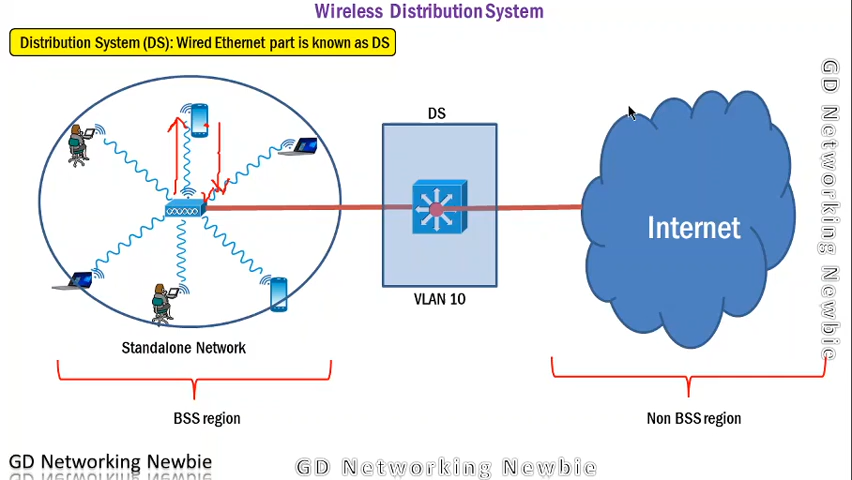 Wireless Distribution System
Distribution System (DS): Wired Ethernet part is known as DS
DS
Internet
VLAN 10
Standalone Network
BSS region
Non BSS region
GD Networking Newbie
GD Networking Newbie
GD Networking Newbie